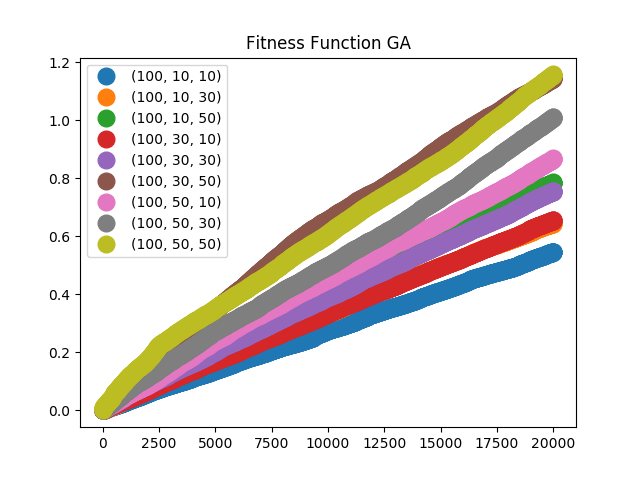 Fitness Function GA
1.2
1.0
0.8
0.6
0.4
0.2
0.0
(100, 10, 10)
(100, 10, 30)
(100, 10, 50)
(100, 30, 10)
(100, 30, 30)
(100, 30, 50)
(100, 50, 10)
(100, 50, 30)
(100, 50, 50)
0 2500 5000 7500 10000 12500 15000 17500 20000